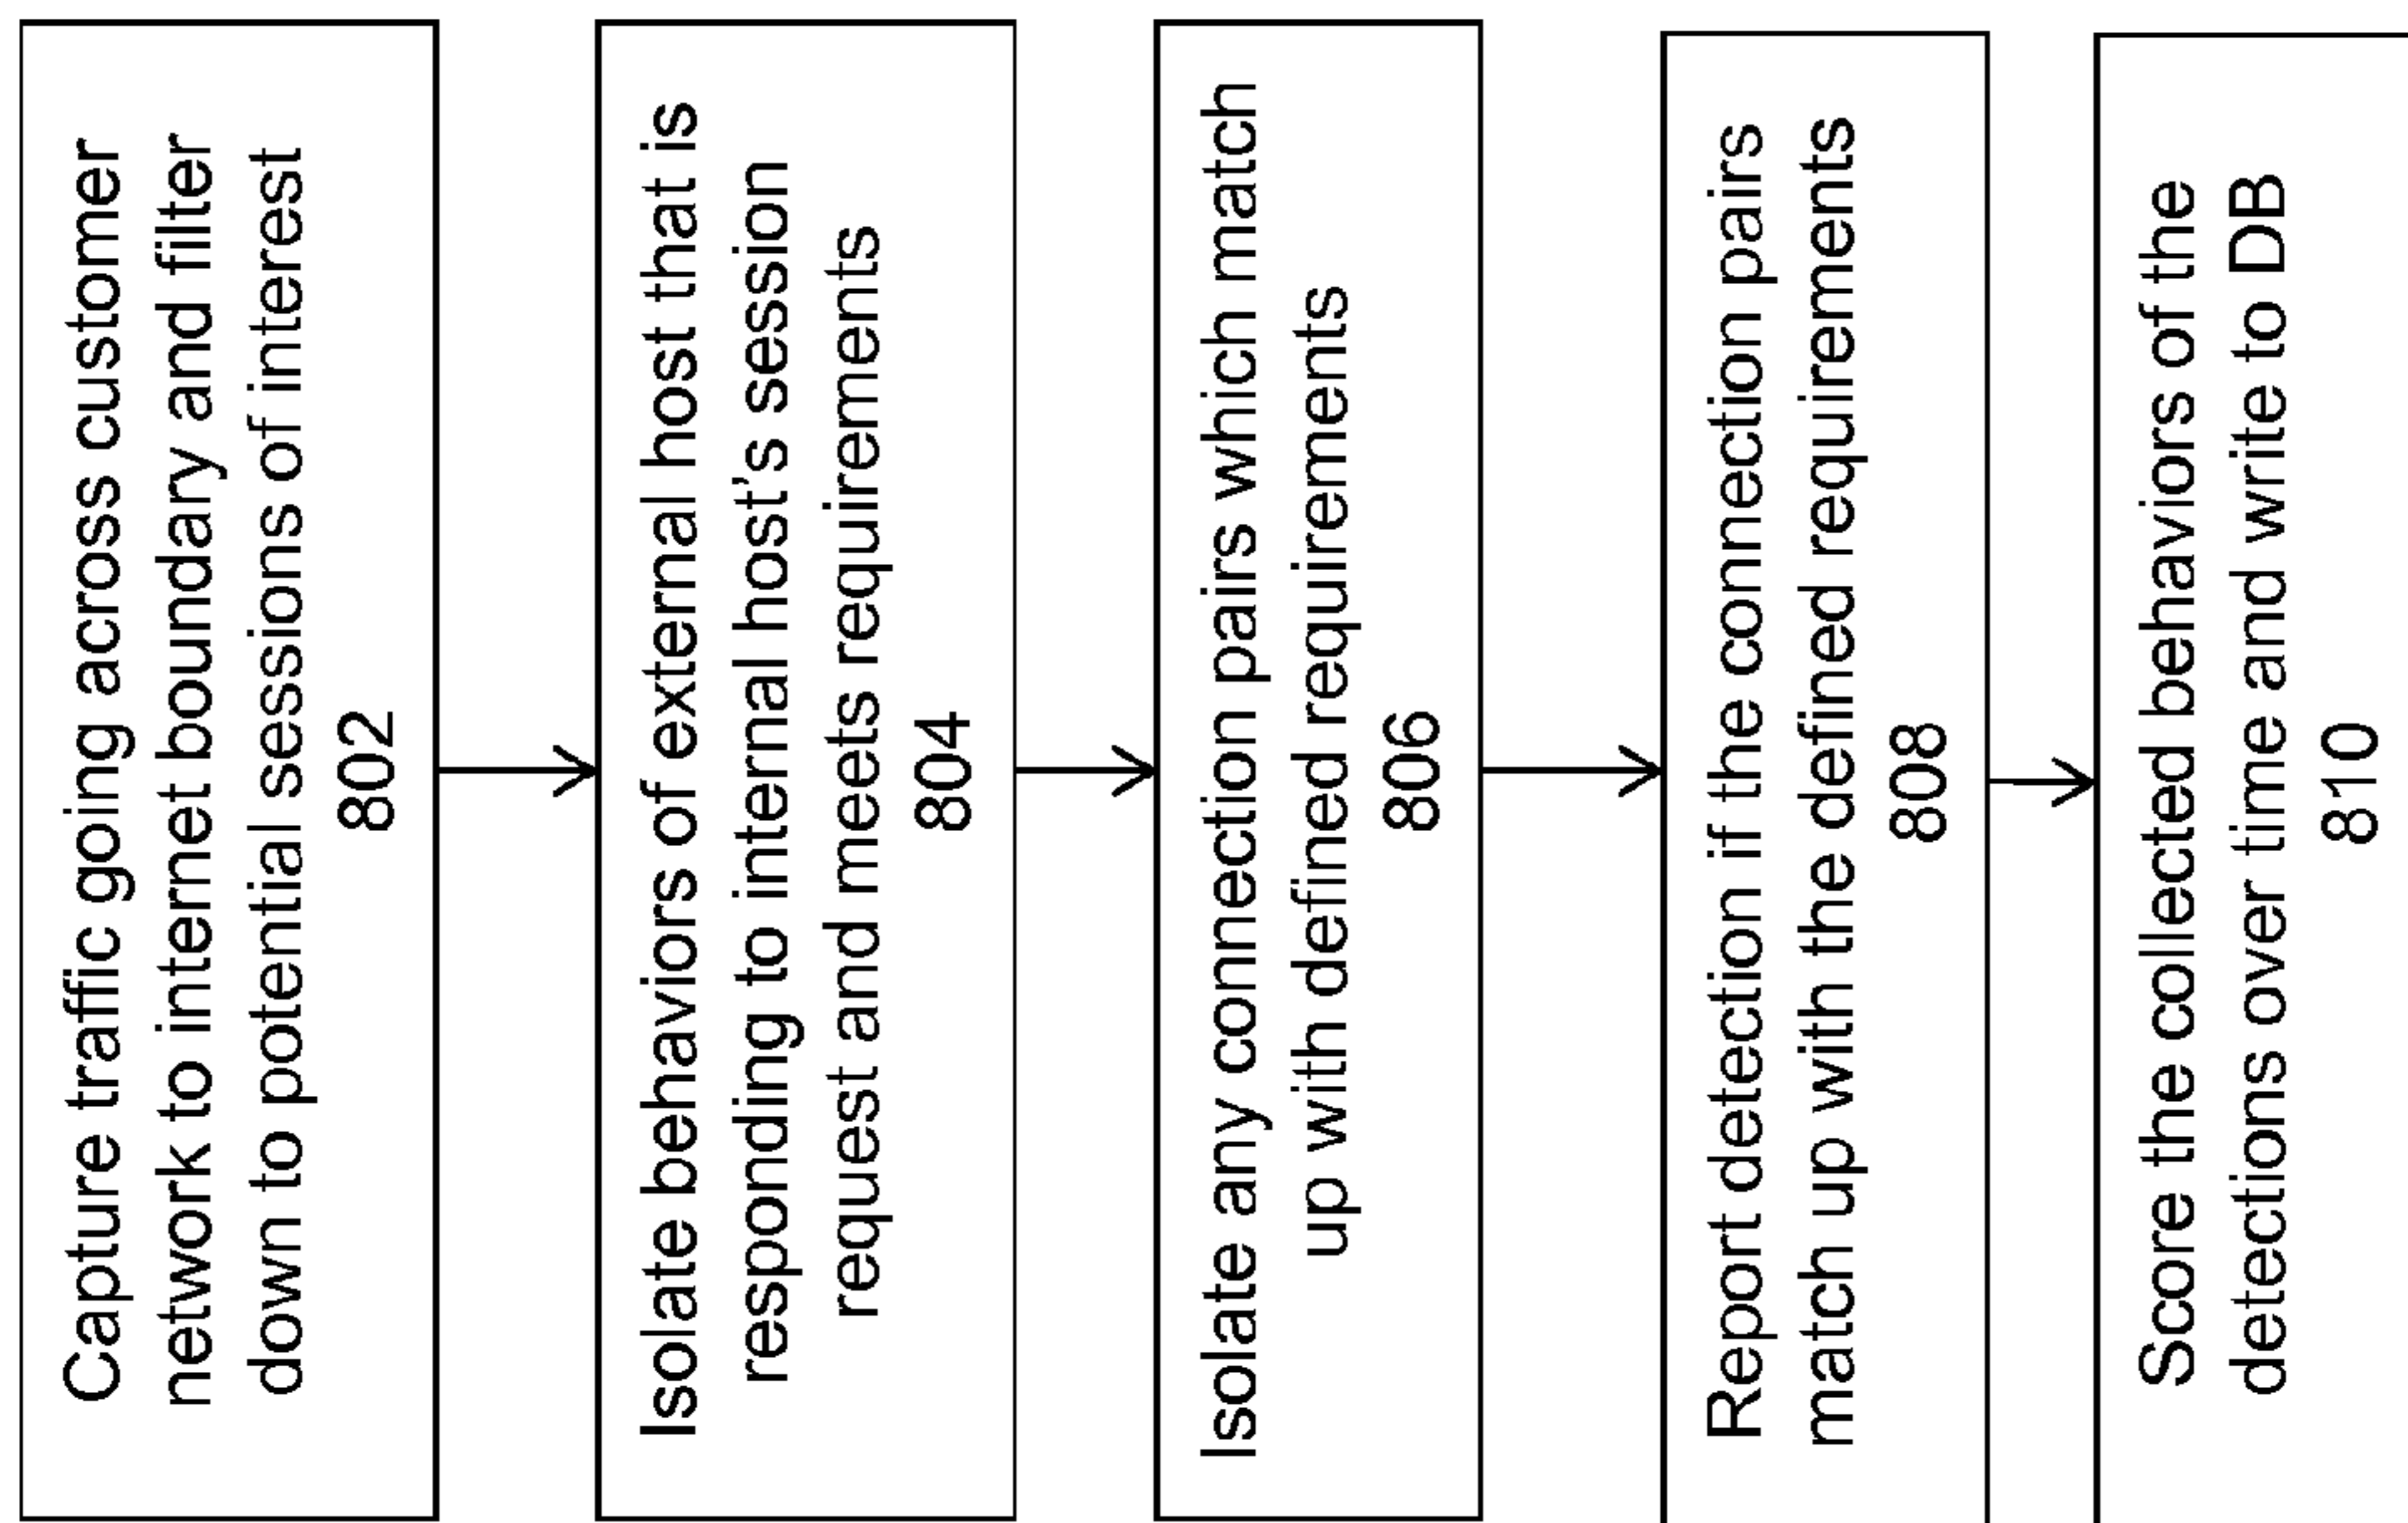 Capture traffic going across customer
network to internet boundary and filter
down to potential sessions of interest
802
Isolate behaviors of external host that is
responding to internal host's session
request and meets requirements
804
Isolate any connection pairs which match
up with defined requirements
806
Report detection if the connection pairs
match up with the defined requirements
808
Score the collected behaviors of the
detections over time and write to DB
810